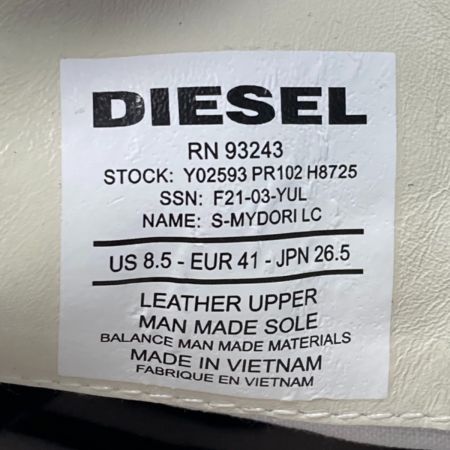 DIESEL
RN 93243
STOCK: Y02593 PR102 H8725
SSN: F21-03-YUL
NAME: S-MYDORI LC
US 8.5 - EUR 41 - JPN 26.5
LEATHER UPPER
MAN MADE SOLE
BALANCE MAN MADE MATERIALS
MADE IN VIETNAM
FABRIQUE EN VIETNAM